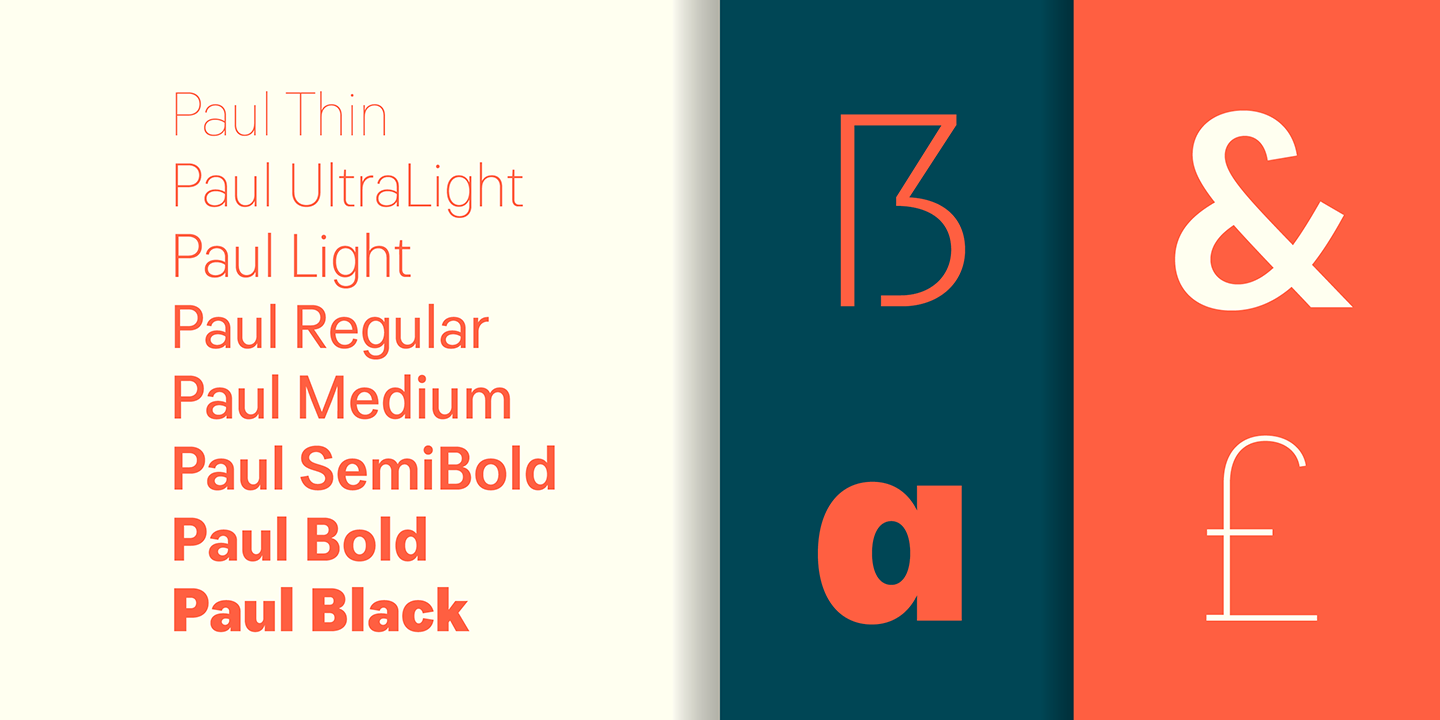 Paul Thin
Paul UltraLight
Paul Light
Paul Regular
Paul Medium
Paul SemiBold
Paul Bold
Paul Black
ẞ
a
&
£